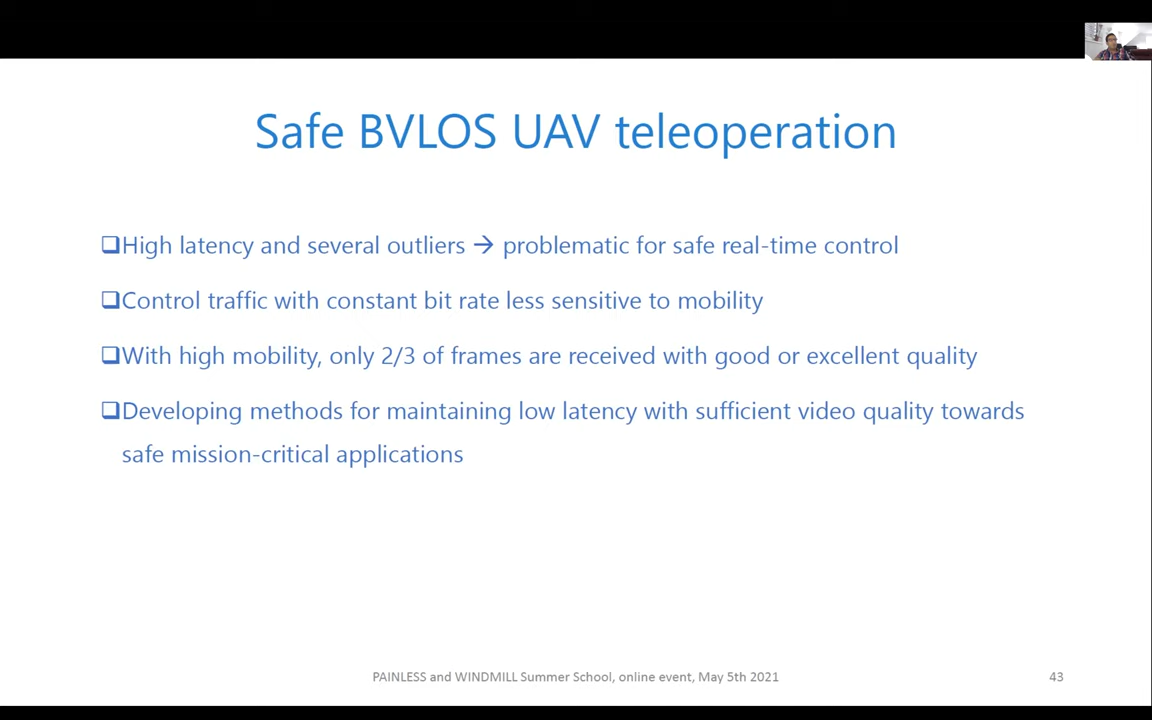 Safe BVLOS UAV teleoperation
❑High latency and several outliers → problematic for safe real-time control
❑Control traffic with constant bit rate less sensitive to mobility
❑With high mobility, only 2/3 of frames are received with good or excellent quality
❑Developing methods for maintaining low latency with sufficient video quality towards
safe mission-critical applications
PAINLESS and WINDMILL Summer School, online event, May 5th 2021
43